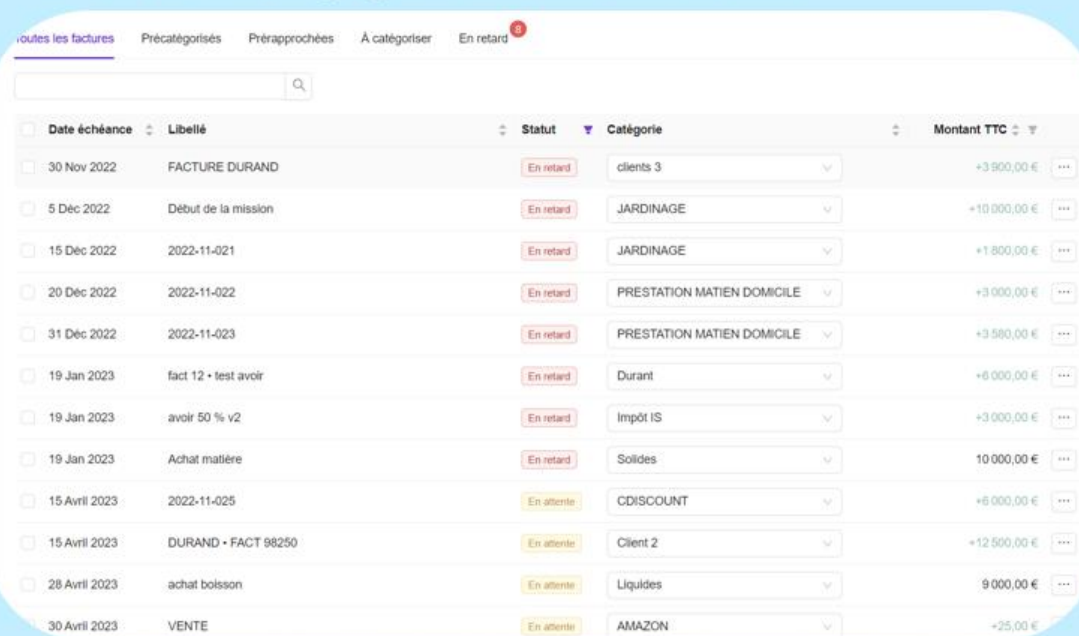 Toutes les factures Précatégorisés Prérapprochées À catégoriser En retard 8
Date échéance Libellé Statut Catégorie Montant TTC
30 Nov 2022 FACTURE DURAND En retard clients 3 +3 900,00 € ...
5 Déc 2022 Début de la mission En retard JARDINAGE +10 000,00 € ...
15 Déc 2022 2022-11-021 En retard JARDINAGE +1 800,00 € ...
20 Déc 2022 2022-11-022 En retard PRESTATION MATIEN DOMICILE +3 000,00 € ...
31 Déc 2022 2022-11-023 En retard PRESTATION MATIEN DOMICILE +3 580,00 € ...
19 Jan 2023 fact 12 • test avoir En retard Durant +6 000,00 € ...
19 Jan 2023 avoir 50 % v2 En retard Impôt IS +3 000,00 € ...
19 Jan 2023 Achat matière En retard Solides 10 000,00 € ...
15 Avril 2023 2022-11-025 En attente CDISCOUNT +6 000,00 € ...
15 Avril 2023 DURAND • FACT 98250 En attente Client 2 +12 500,00 € ...
28 Avril 2023 achat boisson En attente Liquides 9 000,00 € ...
30 Avril 2023 VENTE En attente AMAZON +25,00 €